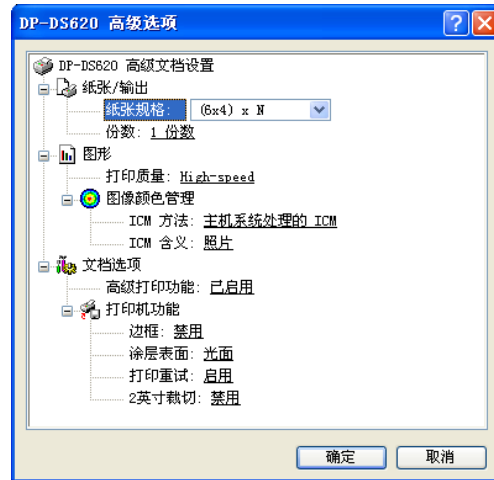 DP-DS620 高级选项
DP-DS620 高级文档设置
纸张/输出
纸张规格: (6x4) x N
份数: 1 份数
图形
打印质量: High-speed
图像颜色管理
ICM 方法: 主机系统处理的 ICM
ICM 含义: 照片
文档选项
高级打印功能: 已启用
打印机功能
边框: 禁用
涂层表面: 光面
打印重试: 启用
2英寸裁切: 禁用
确定 取消